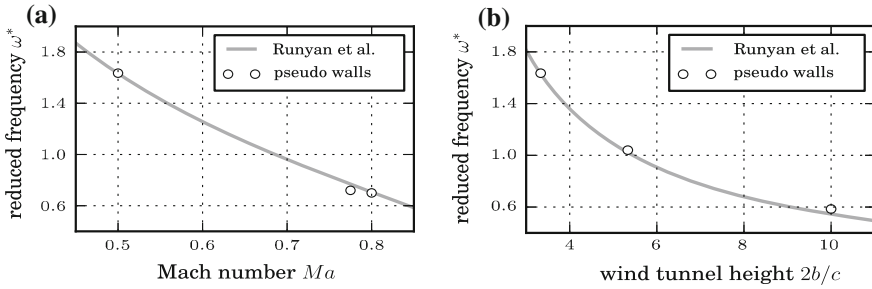 (a)
reduced frequency ω*
1.8
1.4
1.0
0.6
Runyan et al.
pseudo walls
0.5
0.6
0.7
0.8
Mach number Ma
(b)
reduced frequency ω*
1.8
1.4
1.0
0.6
Runyan et al.
pseudo walls
4
6
8
10
wind tunnel height 2b/c